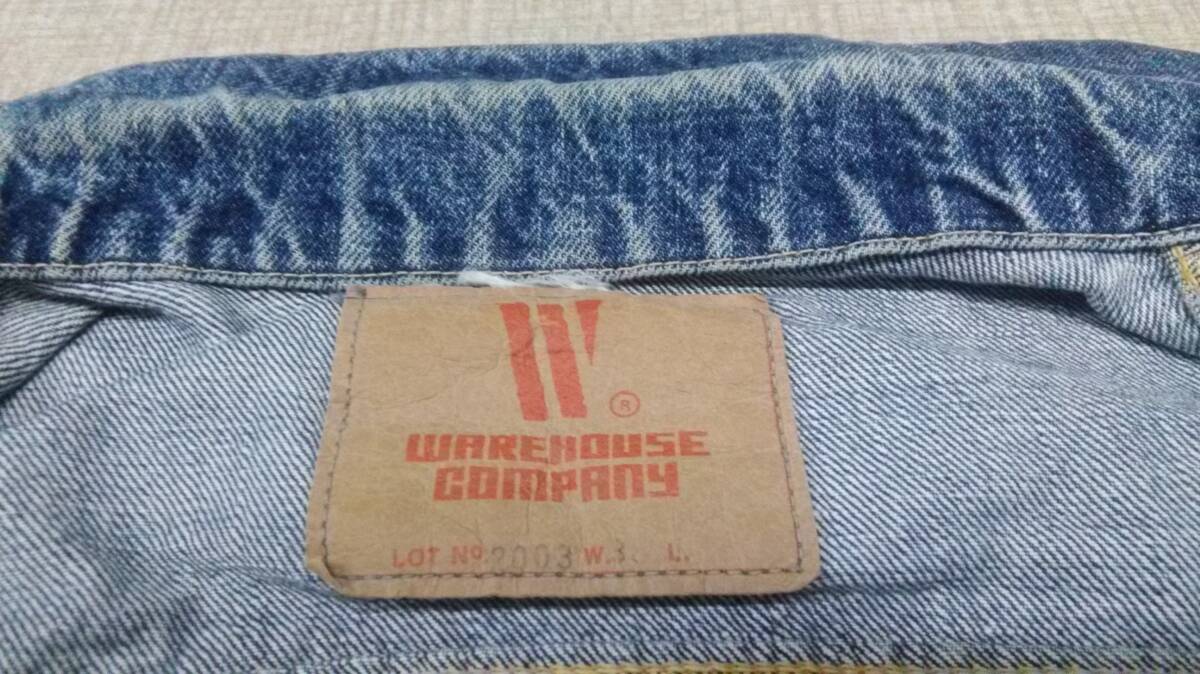 W
®
WAREHOUSE
COMPANY
LOT Nº. 2003 W. L.